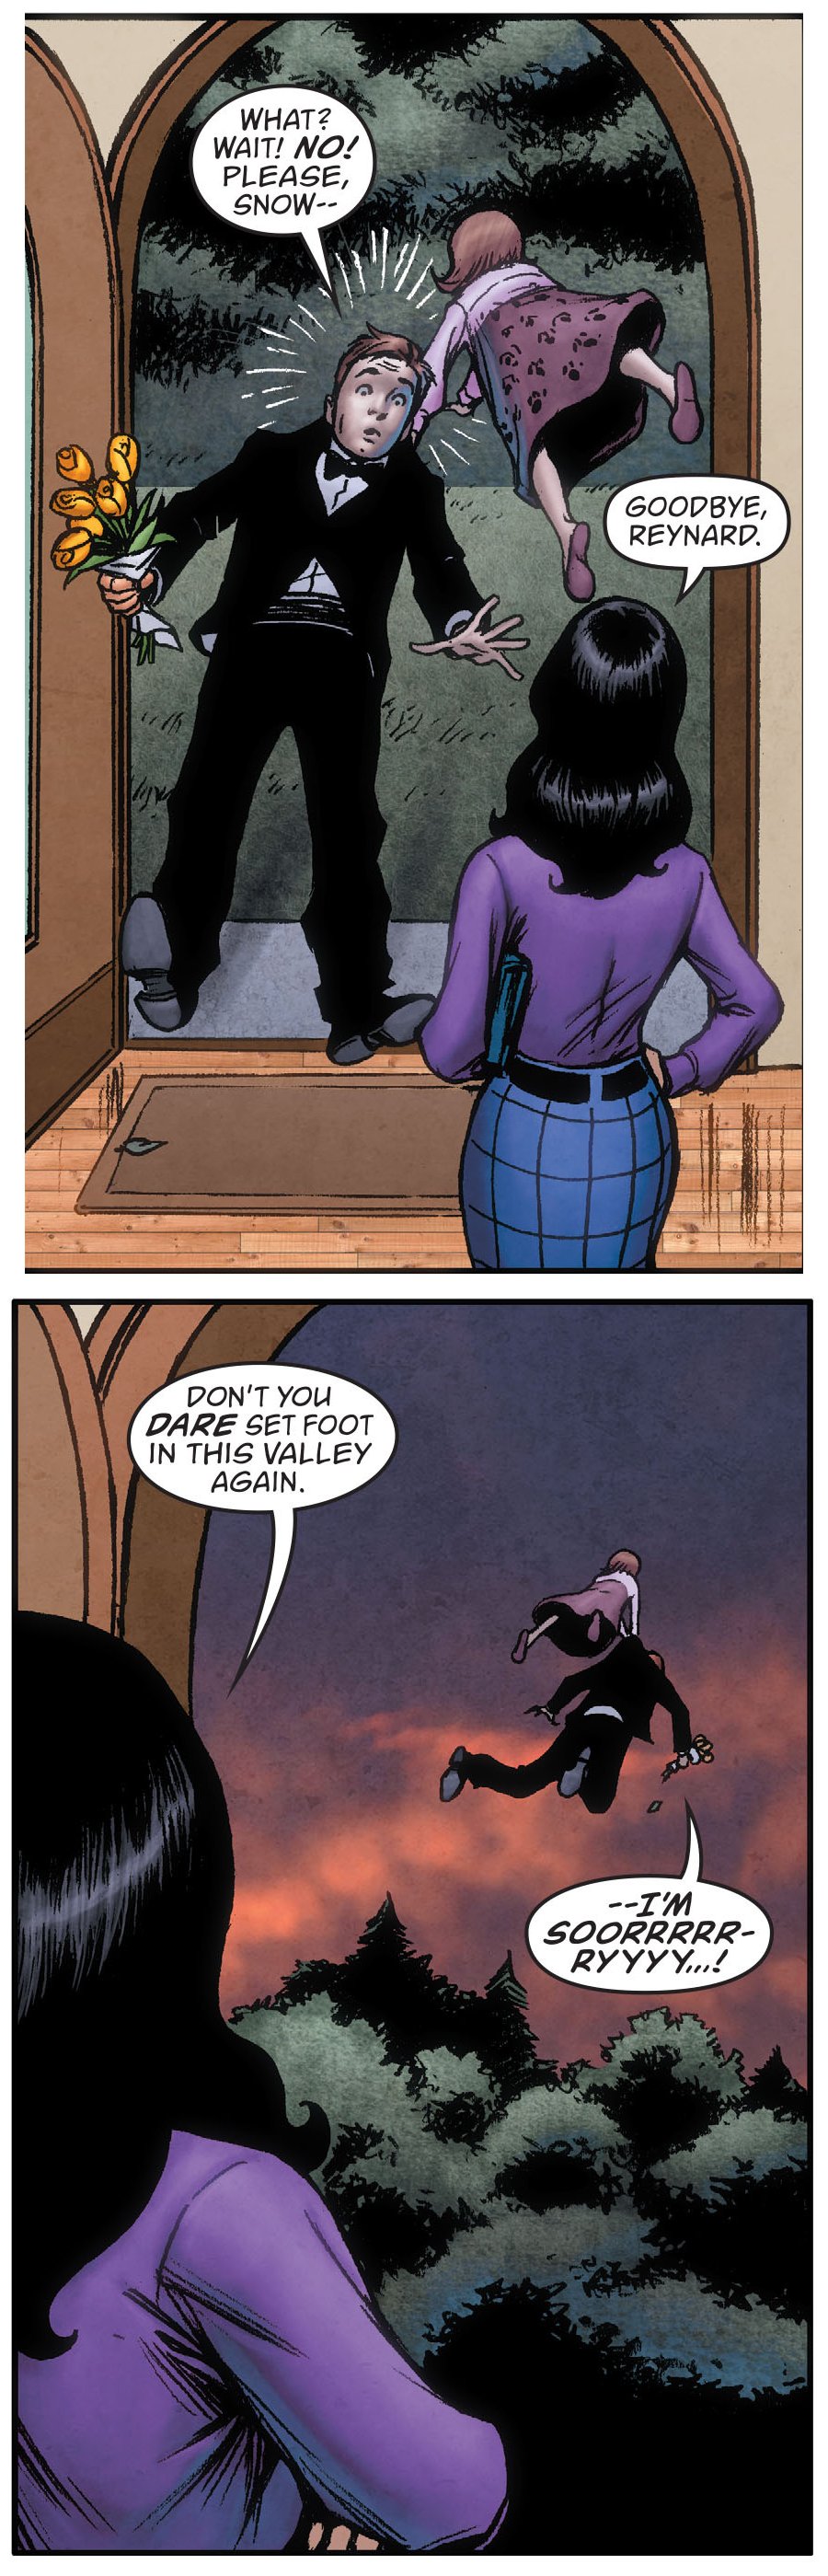 WHAT?
WAIT! NO!
PLEASE,
SNOW--
GOODBYE,
REYNARD.
DON'T YOU
DARE SET FOOT
IN THIS VALLEY
AGAIN.
--I'M
SOORRRRR-
RYYYY...!